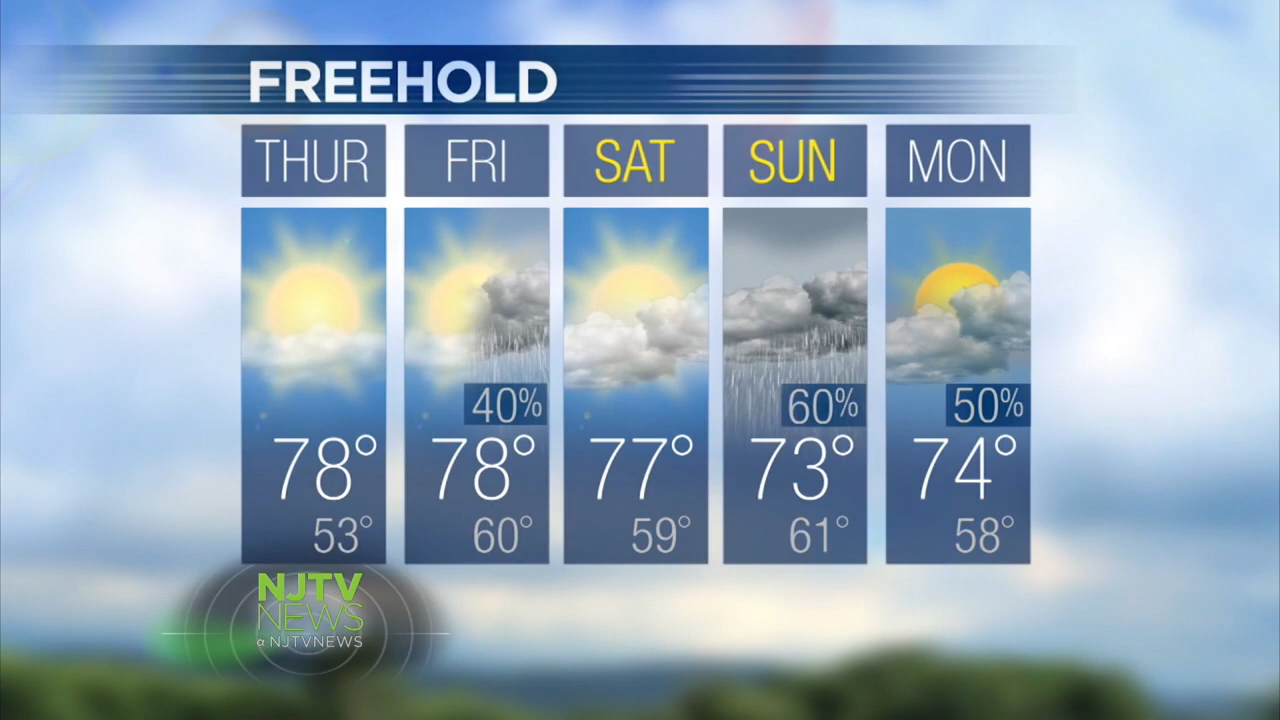 FREEHOLD
THUR FRI SAT SUN MON
40% 60% 50%
78° 78° 77° 73° 74°
53° 60° 59° 61° 58°
NJTV
NEWS
@ NJTVNEWS